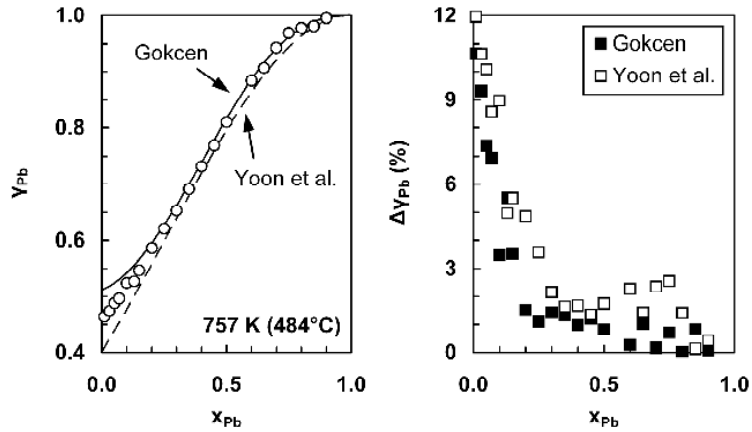 1.0
0.8
0.6
0.4
γPb
Gokcen
Yoon et al.
757 K (484°C)
0.0
0.5
1.0
xPb
15
12
9
6
3
0
ΔγPb (%)
Gokcen
Yoon et al.
0.0
0.5
1.0
xPb